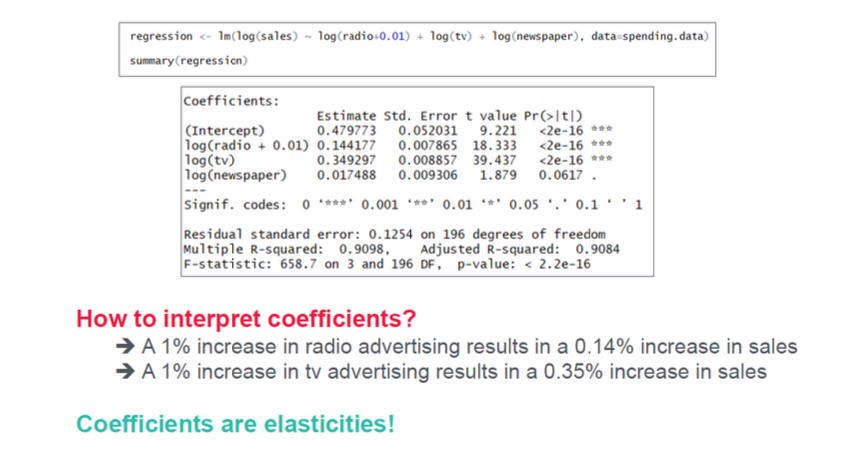 regression <- lm(log(sales) ~ log(radio+0.01) + log(tv) + log(newspaper), data=spending.data)
summary(regression)
Coefficients:
Estimate Std. Error t value Pr(>|t|)
(Intercept) 0.479773 0.052031 9.221 <2e-16 ***
log(radio + 0.01) 0.144177 0.007865 18.333 <2e-16 ***
log(tv) 0.349297 0.008857 39.437 <2e-16 ***
log(newspaper) 0.017488 0.009306 1.879 0.0617 .
---
Signif. codes: 0 ‘***’ 0.001 ‘**’ 0.01 ‘*’ 0.05 ‘.’ 0.1 ‘ ’ 1
Residual standard error: 0.1254 on 196 degrees of freedom
Multiple R-squared: 0.9098, Adjusted R-squared: 0.9084
F-statistic: 658.7 on 3 and 196 DF, p-value: < 2.2e-16
How to interpret coefficients?
➔ A 1% increase in radio advertising results in a 0.14% increase in sales
➔ A 1% increase in tv advertising results in a 0.35% increase in sales
Coefficients are elasticities!